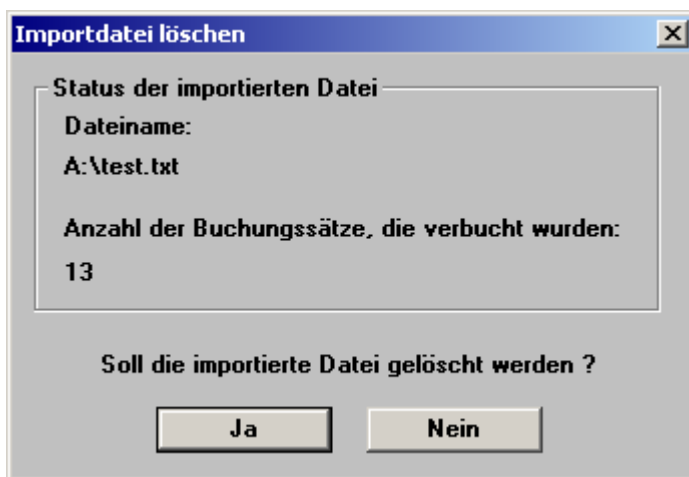 Importdatei löschen
Status der importierten Datei
Dateiname:
A:\test.txt
Anzahl der Buchungssätze, die verbucht wurden:
13
Soll die importierte Datei gelöscht werden ?
Ja Nein